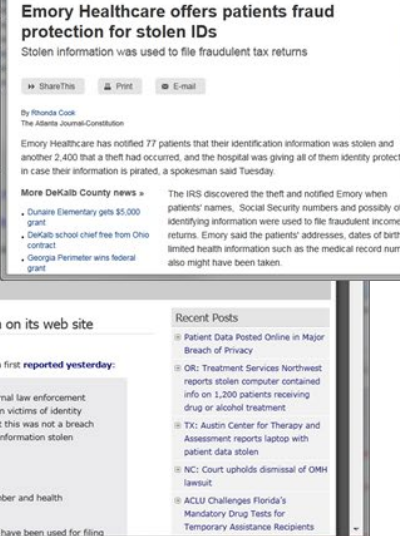 Emory Healthcare offers patients fraud
protection for stolen IDs
Stolen information was used to file fraudulent tax
returns
ShareThis
Print
E-mail
By Rhonda Cook
The Atlanta Journal-Constitution
Emory Healthcare has notified 77 patients that their identification information was stolen and
another 2,400 that a theft had occurred, and the hospital was giving all of them identity protect
in case their information is pirated, a spokesman said Tuesday.
More DeKalb County news »
Dunaire Elementary gets $5,000
grant
DeKalb school chief free from Ohio
contract
Georgia Perimeter wins federal
grant
The IRS discovered the theft and notified Emory when
patients' names, Social Security numbers and possibly ot
identifying information were used to file fraudulent income
returns. Emory said the patients' addresses, dates of birth
limited health information such as the medical record num
also might have been taken.
on its web site
first reported yesterday:
nal law enforcement
n victims of identity
t this was not a breach
nformation stolen
ber and health
have been used for filing
Recent Posts
Patient Data Posted Online in Major
Breach of Privacy
OR: Treatment Services Northwest
reports stolen computer contained
info on 1,200 patients receiving
drug or alcohol treatment
TX: Austin Center for Therapy and
Assessment reports laptop with
patient data stolen
NC: Court upholds dismissal of OMH
lawsuit
ACLU Challenges Florida's
Mandatory Drug Tests for
Temporary Assistance Recipients